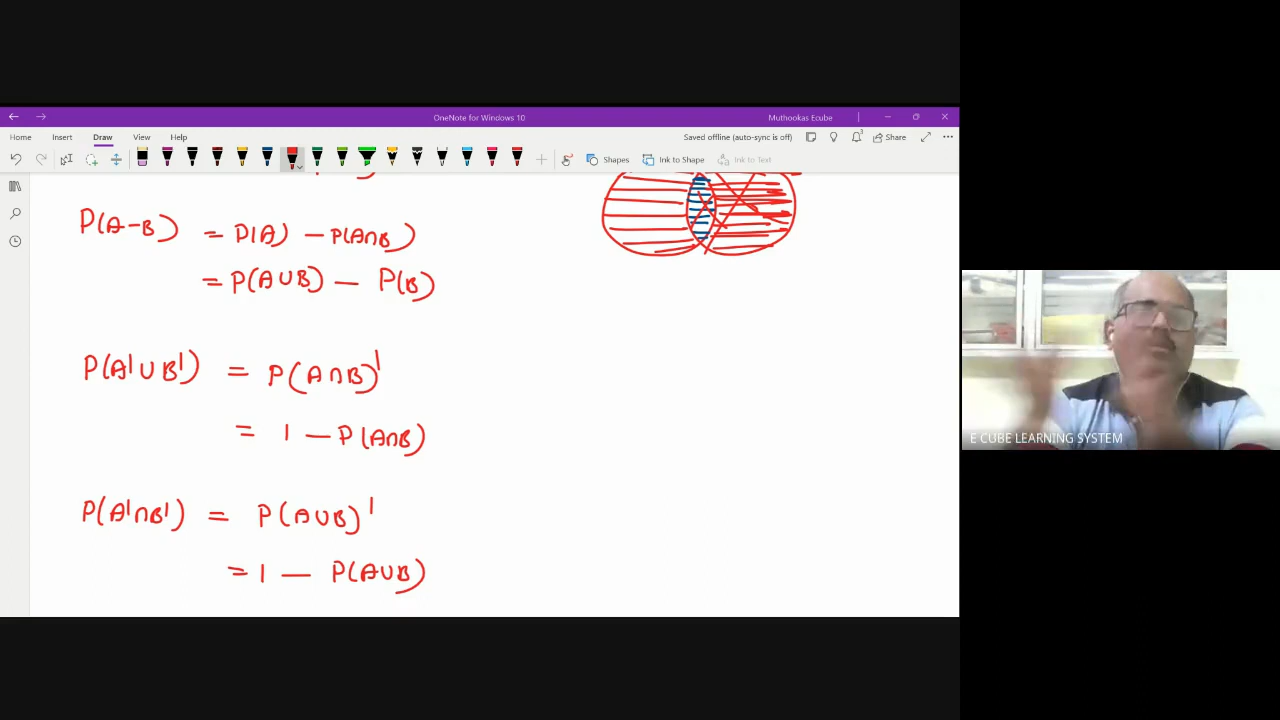 OneNote for Windows 10
Muthookas Ecube
Home Insert Draw View Help
Saved offline (auto-sync is off)
3
Share
Shapes
Ink to Shape
Ink to Text
P(A-B) = P(A) - P(A∩B)
= P(A∪B) - P(B)
P(A'∪B') = P(A∩B)'
= 1 - P(A∩B)
P(A'∩B') = P(A∪B)'
= 1 - P(A∪B)
E CUBE LEARNING SYSTEM